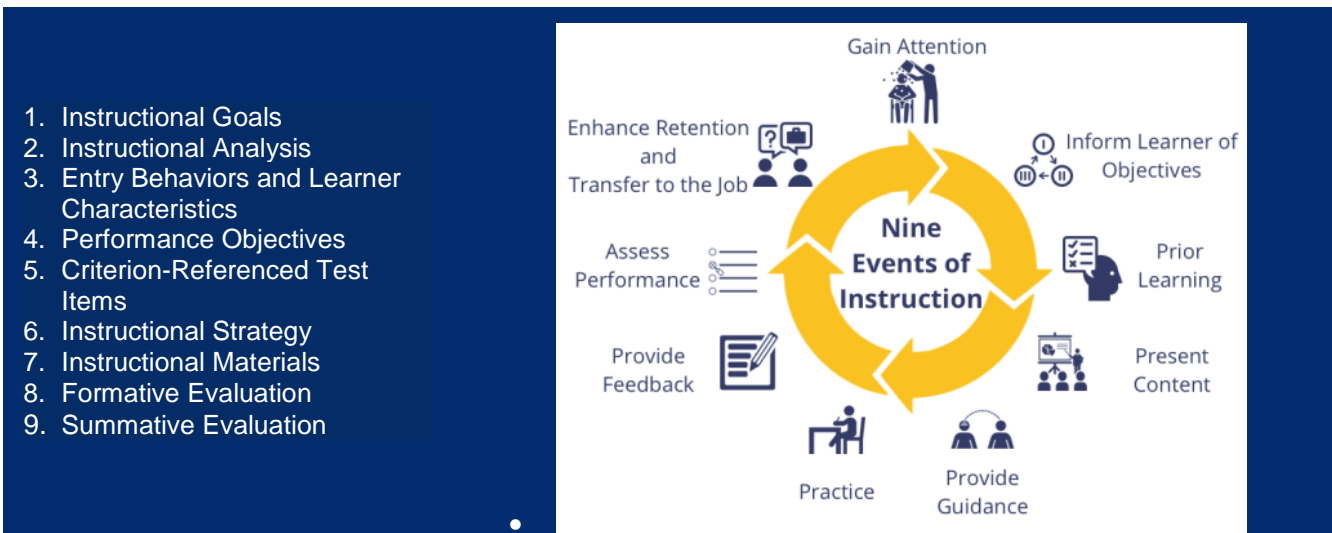 1. Instructional Goals
2. Instructional Analysis
3. Entry Behaviors and Learner
Characteristics
4. Performance Objectives
5. Criterion-Referenced Test
Items
6. Instructional Strategy
7. Instructional Materials
8. Formative Evaluation
9. Summative Evaluation
Gain Attention
I
III
II
Inform Learner of
Objectives
Prior
Learning
Present
Content
Provide
Guidance
Practice
Provide
Feedback
Assess
Performance
?
Enhance Retention
and
Transfer to the Job
Nine
Events of
Instruction